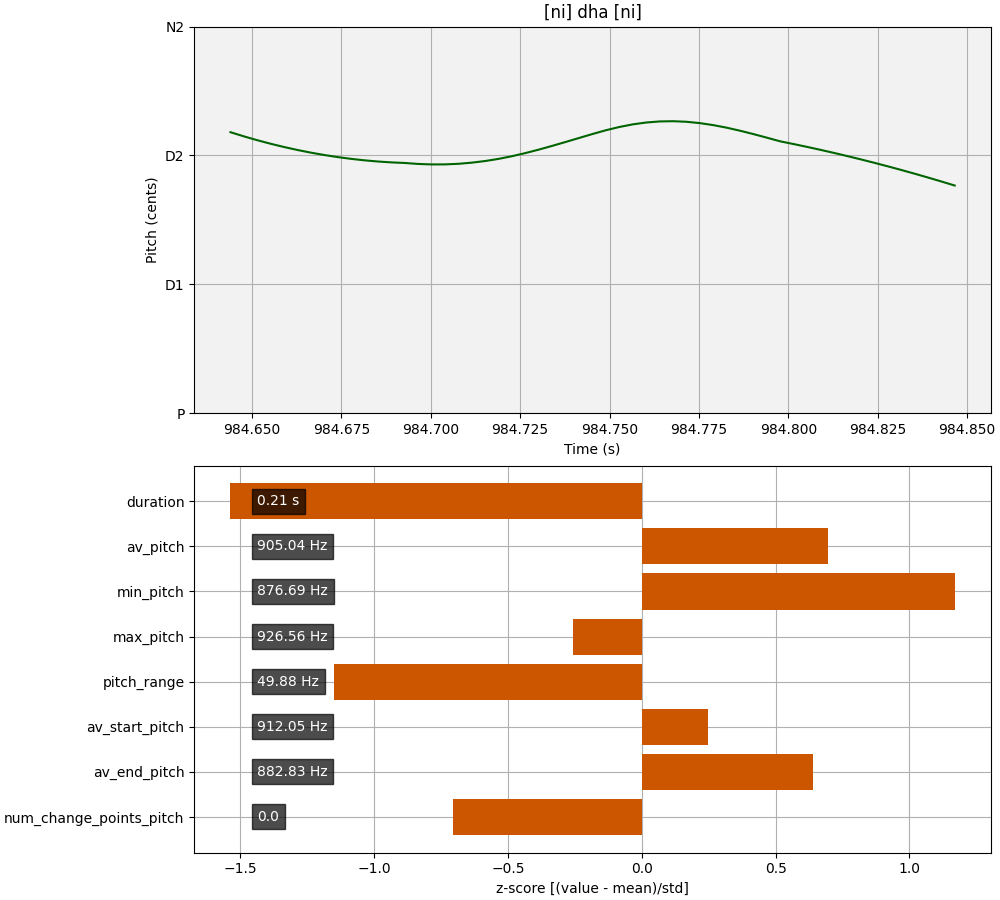 [ni] dha [ni]
N2
D2
D1
P
Pitch (cents)
984.650 984.675 984.700 984.725 984.750 984.775 984.800 984.825 984.850
Time (s)
duration 0.21 s
av_pitch 905.04 Hz
min_pitch 876.69 Hz
max_pitch 926.56 Hz
pitch_range 49.88 Hz
av_start_pitch 912.05 Hz
av_end_pitch 882.83 Hz
num_change_points_pitch 0.0
−1.5 −1.0 −0.5 0.0 0.5 1.0
z-score [(value - mean)/std]